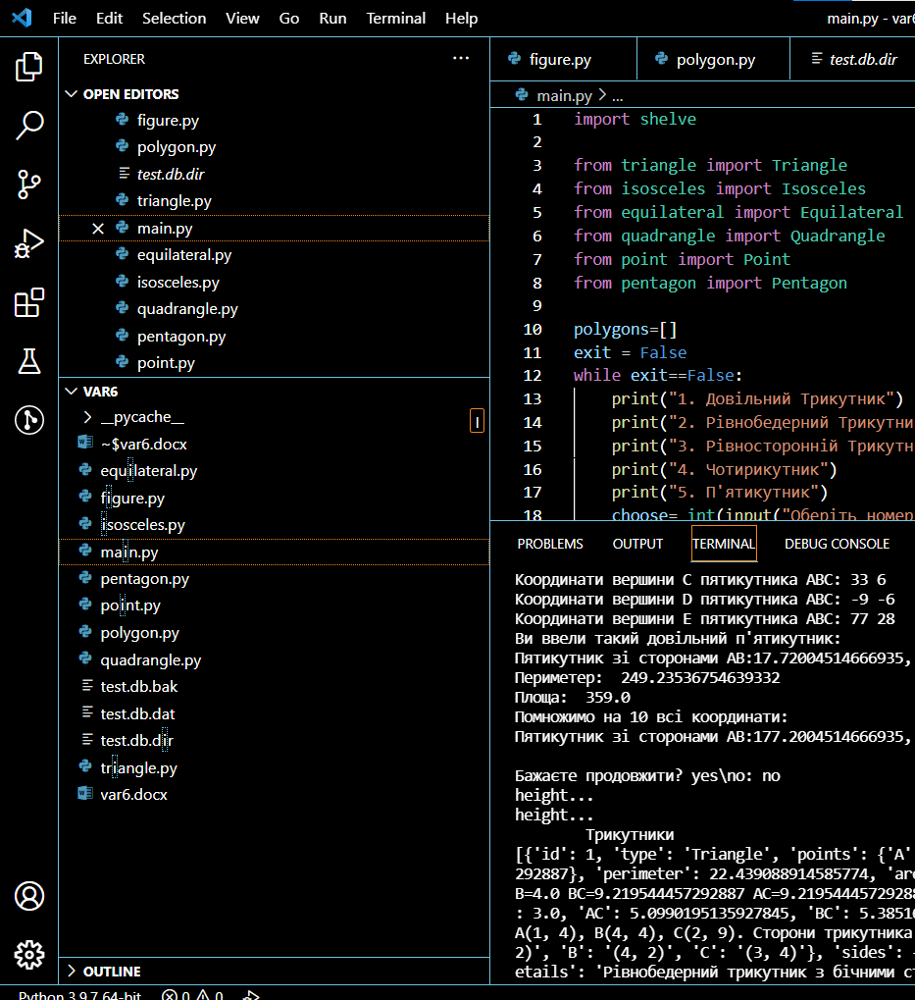 File Edit Selection View Go Run Terminal Help main.py - var6
EXPLORER ...
OPEN EDITORS
figure.py
polygon.py
test.db.dir
triangle.py
main.py
equilateral.py
isosceles.py
quadrangle.py
pentagon.py
point.py
VAR6
__pycache__
~$var6.docx
equilateral.py
figure.py
isosceles.py
main.py
pentagon.py
point.py
polygon.py
quadrangle.py
test.db.bak
test.db.dat
test.db.dir
triangle.py
var6.docx
OUTLINE
figure.py polygon.py test.db.dir
main.py > ...
1 import shelve
2
3 from triangle import Triangle
4 from isosceles import Isosceles
5 from equilateral import Equilateral
6 from quadrangle import Quadrangle
7 from point import Point
8 from pentagon import Pentagon
9
10 polygons=[]
11 exit = False
12 while exit==False:
13 print("1. Довільний Трикутник")
14 print("2. Рівнобедерний Трикутни
15 print("3. Рівносторонній Трикутн
16 print("4. Чотирикутник")
17 print("5. П'ятикутник")
18 choose= int(input("Оберіть номер
PROBLEMS OUTPUT TERMINAL DEBUG CONSOLE
Координати вершини C пятикутника ABC: 33 6
Координати вершини D пятикутника ABC: -9 -6
Координати вершини E пятикутника ABC: 77 28
Ви ввели такий довільний п'ятикутник:
Пятикутник зі сторонами AB:17.72004514666935,
Периметер: 249.23536754639332
Площа: 359.0
Помножимо на 10 всі координати:
Пятикутник зі сторонами AB:177.2004514666935,
Бажаєте продовжити? yes\no: no
height...
height...
Трикутники
[{'id': 1, 'type': 'Triangle', 'points': {'A'
292887}, 'perimeter': 22.439088914585774, 'are
B=4.0 BC=9.219544457292887 AC=9.21954445729288
: 3.0, 'AC': 5.0990195135927845, 'BC': 5.38516
A(1, 4), B(4, 4), C(2, 9). Сторони трикутника
2)', 'B': '(4, 2)', 'C': '(3, 4)'}, 'sides':
etails': 'Рівнобедерний трикутник з бічними ст
Python 3.9.7 64-bit 0 0